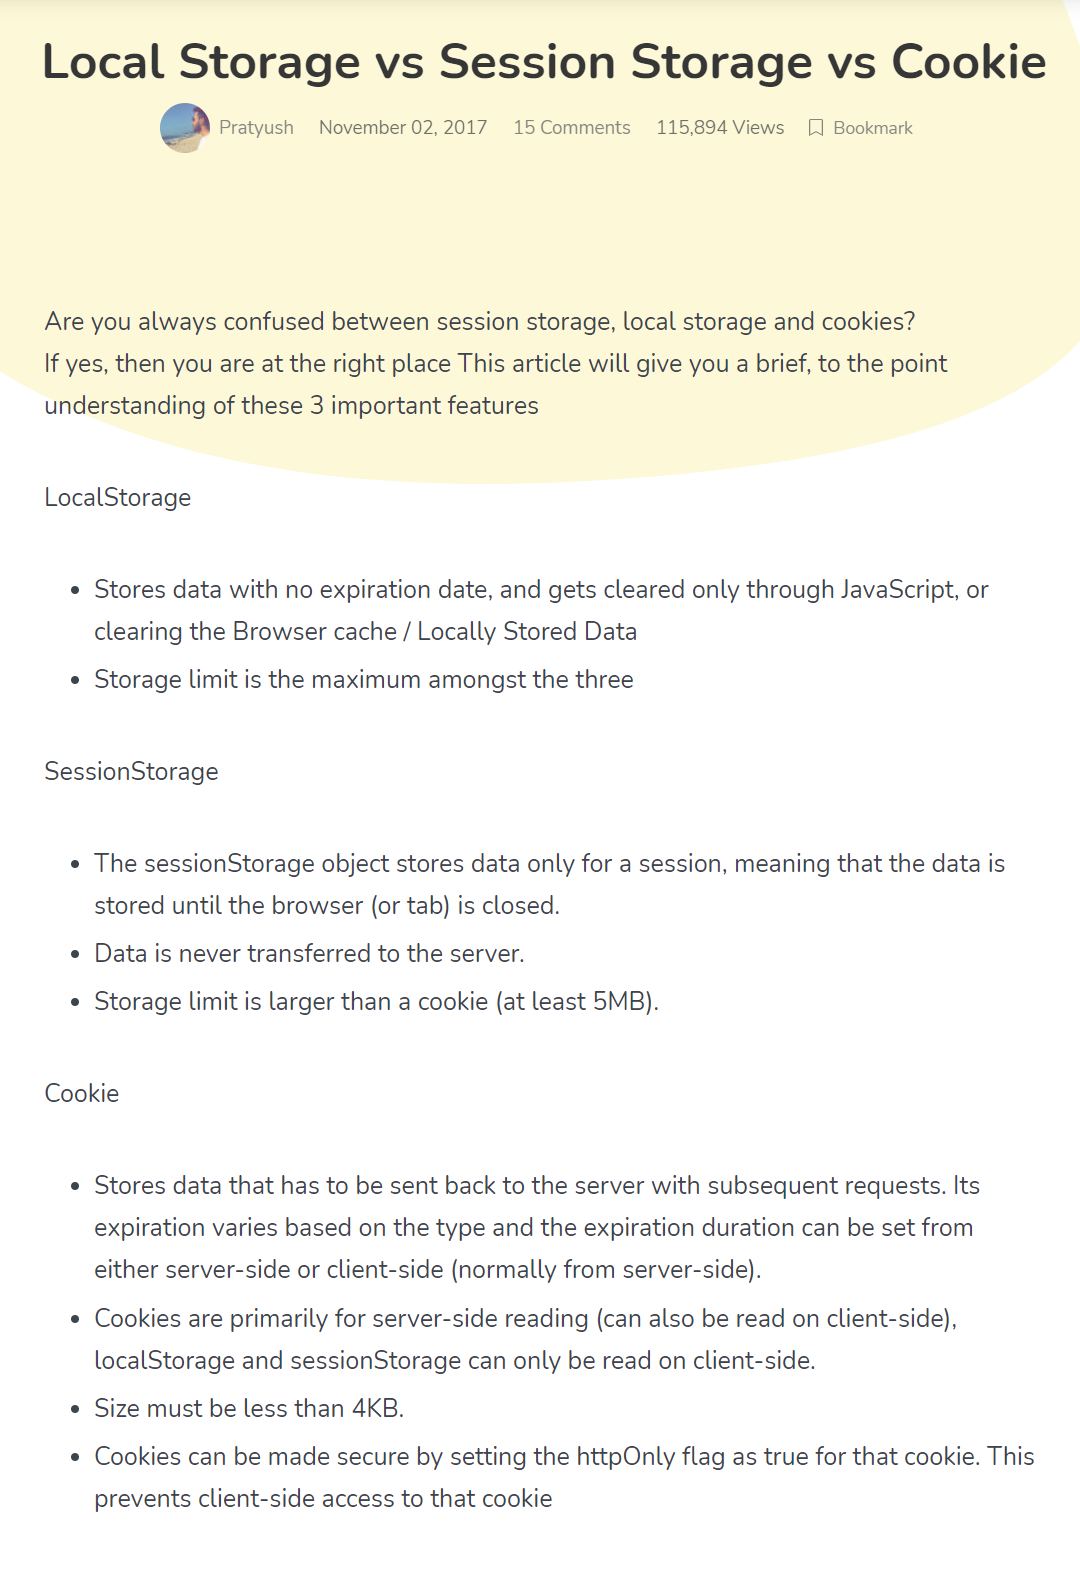 Local Storage vs Session Storage vs Cookie
Pratyush November 02, 2017 15 Comments 115,894 Views Bookmark
Are you always confused between session storage, local storage and cookies?
If yes, then you are at the right place This article will give you a brief, to the point
understanding of these 3 important features
LocalStorage
• Stores data with no expiration date, and gets cleared only through JavaScript, or
clearing the Browser cache / Locally Stored Data
• Storage limit is the maximum amongst the three
SessionStorage
• The sessionStorage object stores data only for a session, meaning that the data is
stored until the browser (or tab) is closed.
• Data is never transferred to the server.
• Storage limit is larger than a cookie (at least 5MB).
Cookie
• Stores data that has to be sent back to the server with subsequent requests. Its
expiration varies based on the type and the expiration duration can be set from
either server-side or client-side (normally from server-side).
• Cookies are primarily for server-side reading (can also be read on client-side),
localStorage and sessionStorage can only be read on client-side.
• Size must be less than 4KB.
• Cookies can be made secure by setting the httpOnly flag as true for that cookie. This
prevents client-side access to that cookie